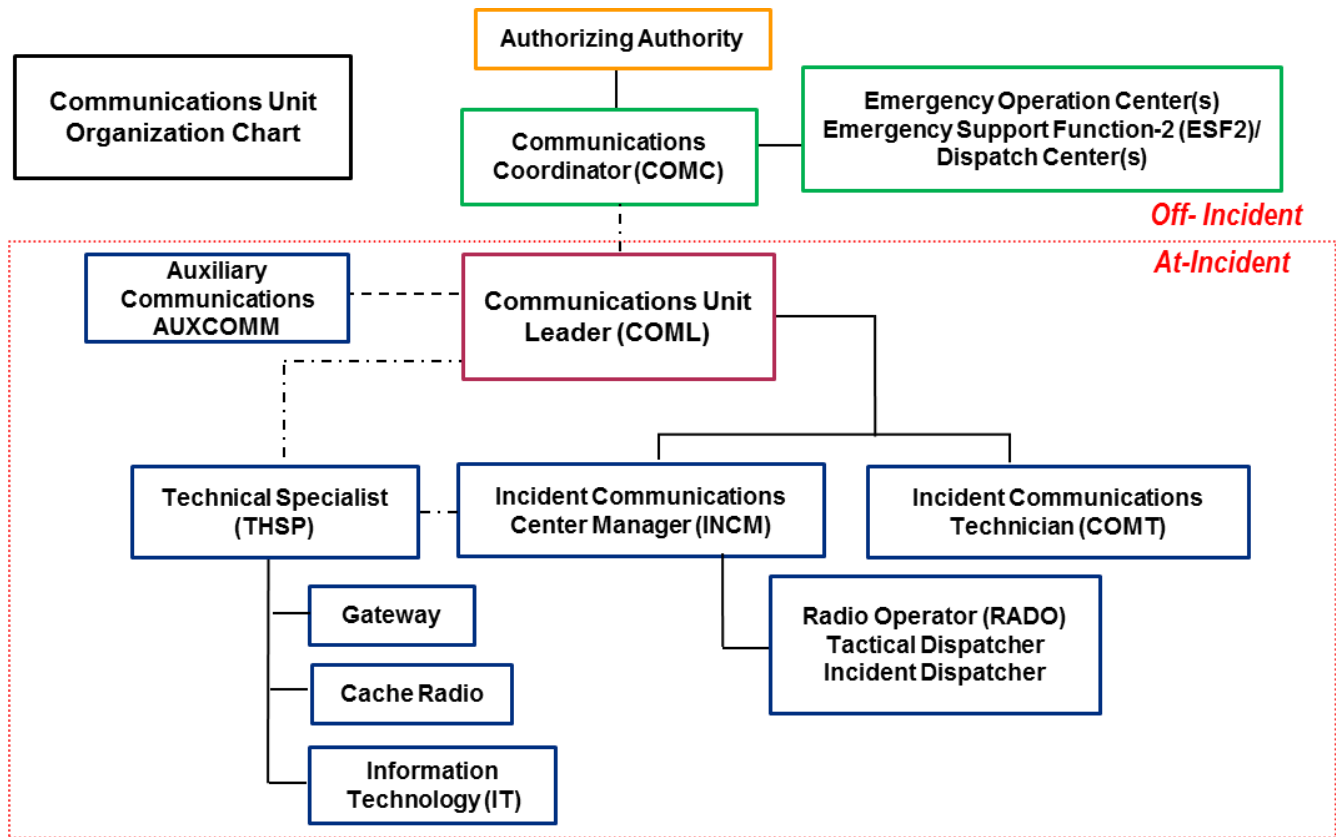 Authorizing Authority
Communications Unit
Organization Chart
Emergency Operation Center(s)
Emergency Support Function-2 (ESF2)/
Dispatch Center(s)
Communications
Coordinator (COMC)
Off- Incident
At-Incident
Auxiliary
Communications
AUXCOMM
Communications Unit
Leader (COML)
Technical Specialist
(THSP)
Incident Communications
Center Manager (INCM)
Incident Communications
Technician (COMT)
Gateway
Cache Radio
Information
Technology (IT)
Radio Operator (RADO)
Tactical Dispatcher
Incident Dispatcher